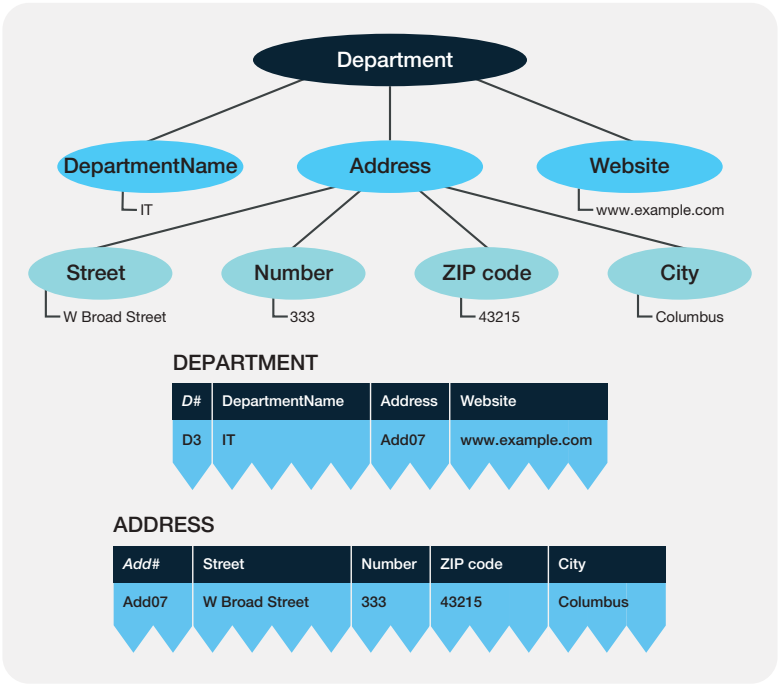 Department
DepartmentName Address Website
IT www.example.com
Street Number ZIP code City
W Broad Street 333 43215 Columbus
DEPARTMENT
D# DepartmentName Address Website
D3 IT Add07 www.example.com
ADDRESS
Add# Street Number ZIP code City
Add07 W Broad Street 333 43215 Columbus